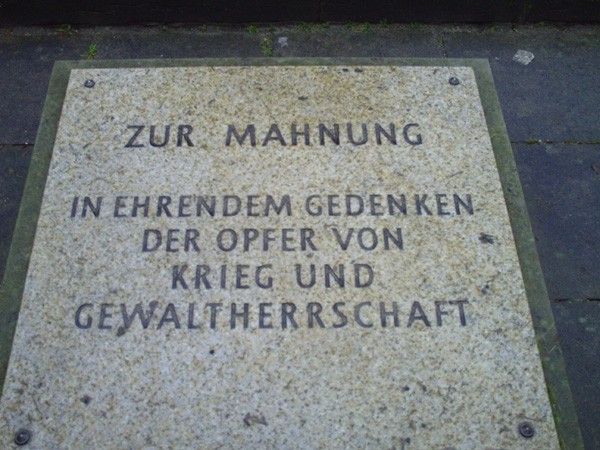 ZUR MAHNUNG
IN EHRENDEM GEDENKEN
DER OPFER VON
KRIEG UND
GEWALTHERRSCHAFT